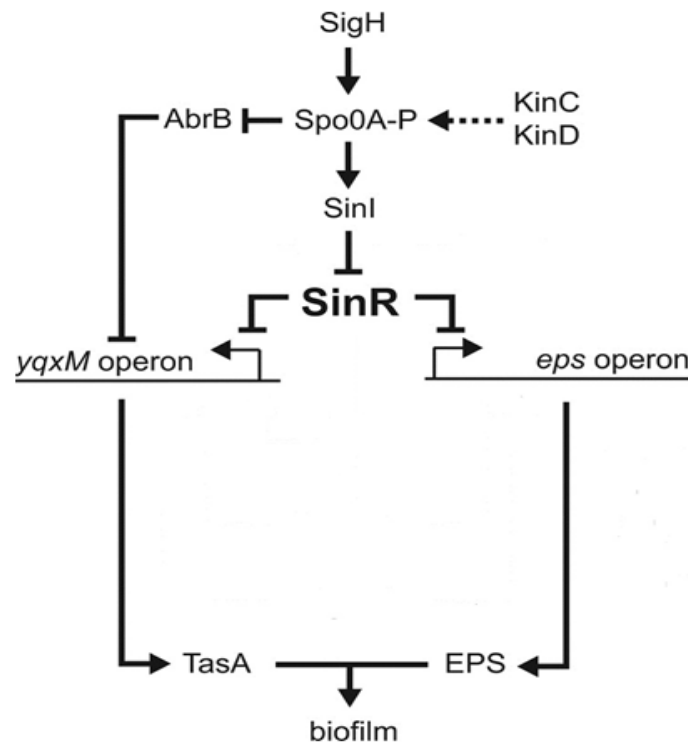 SigH
AbrB
Spo0A-P
KinC
KinD
SinI
SinR
yqxM operon
eps operon
TasA
EPS
biofilm